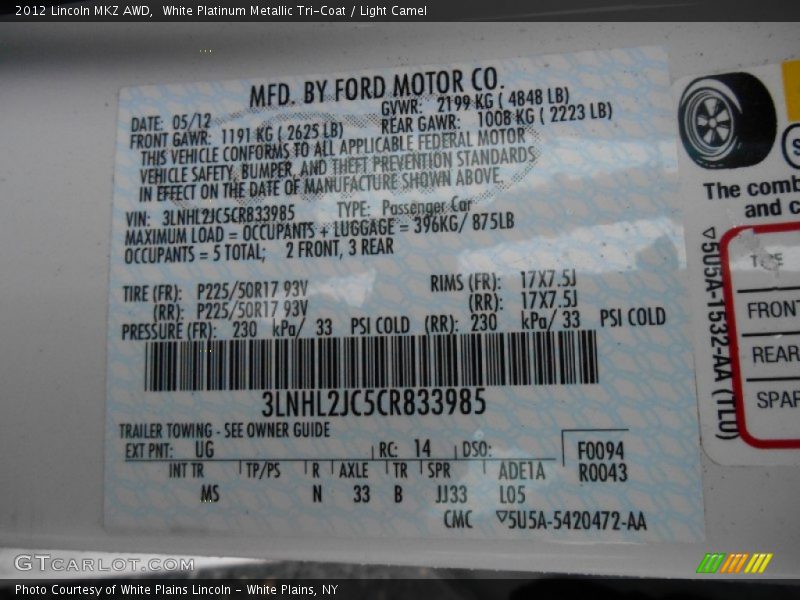 2012 Lincoln MKZ AWD,  White Platinum Metallic Tri-Coat / Light Camel
MFD. BY FORD MOTOR CO.
DATE: 05/12
GVWR: 2199 KG ( 4848 LB)
FRONT GAWR: 1191 KG ( 2625 LB)
REAR GAWR: 1008 KG ( 2223 LB)
THIS VEHICLE CONFORMS TO ALL APPLICABLE FEDERAL MOTOR
VEHICLE SAFETY, BUMPER, AND THEFT PREVENTION STANDARDS
IN EFFECT ON THE DATE OF MANUFACTURE SHOWN ABOVE.
VIN: 3LNHL2JC5CR833985 TYPE: Passenger Car
MAXIMUM LOAD = OCCUPANTS + LUGGAGE = 396KG/ 875LB
OCCUPANTS = 5 TOTAL; 2 FRONT, 3 REAR
TIRE (FR): P225/50R17 93V RIMS (FR): 17X7.5J
(RR): P225/50R17 93V (RR): 17X7.5J
PRESSURE (FR): 230 kPa/ 33 PSI COLD (RR): 230 kPa/ 33 PSI COLD
3LNHL2JC5CR833985
TRAILER TOWING - SEE OWNER GUIDE
EXT PNT: UG RC: 14 DSO: F0094
INT TR TP/PS R AXLE TR SPR ADE1A R0043
MS N 33 B JJ33 L05
CMC ▽5U5A-5420472-AA
The comb
and c
▽5U5A-1532-AA (TL0)
FRONT
REAR
SPAR
GTcarlot.com
Photo Courtesy of White Plains Lincoln - White Plains, NY